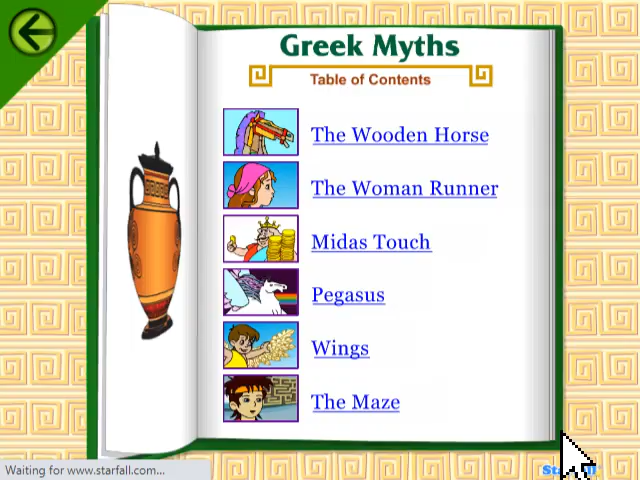 Greek Myths
Table of Contents
The Wooden Horse
The Woman Runner
Midas Touch
Pegasus
Wings
The Maze
Waiting for www.starfall.com...